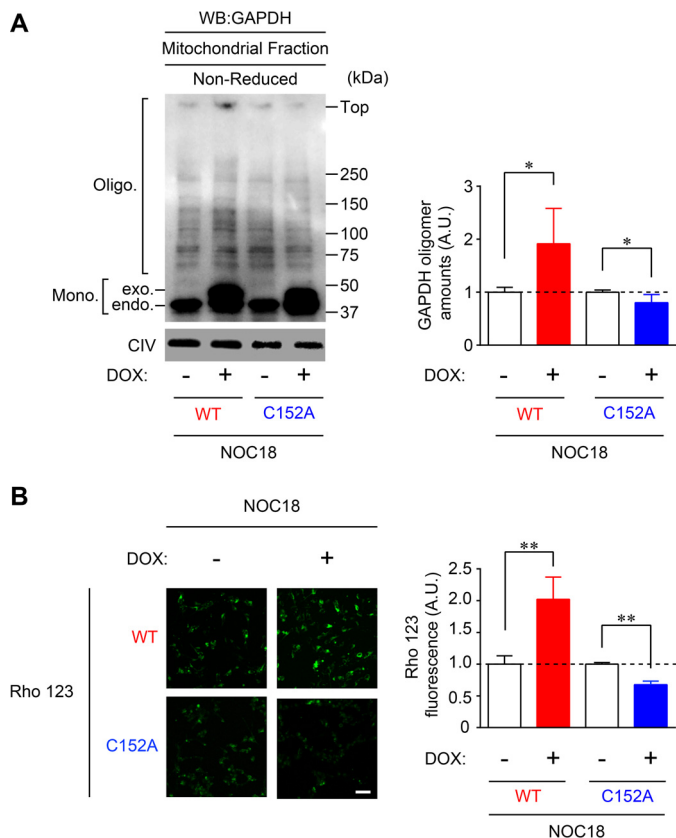 A
WB:GAPDH
Mitochondrial Fraction
Non-Reduced
(kDa)
Top
Oligo.
250
150
100
75
50
37
Mono.
exo.
endo.
CIV
DOX: - + - +
WT C152A
NOC18
GAPDH oligomer
amounts (A.U.)
3
2
1
0
*
*
DOX: - + - +
WT C152A
NOC18
B
NOC18
DOX: - +
Rho 123
WT
C152A
Rho 123
fluorescence (A.U.)
2.5
2.0
1.5
1.0
0.5
0
**
**
DOX: - + - +
WT C152A
NOC18